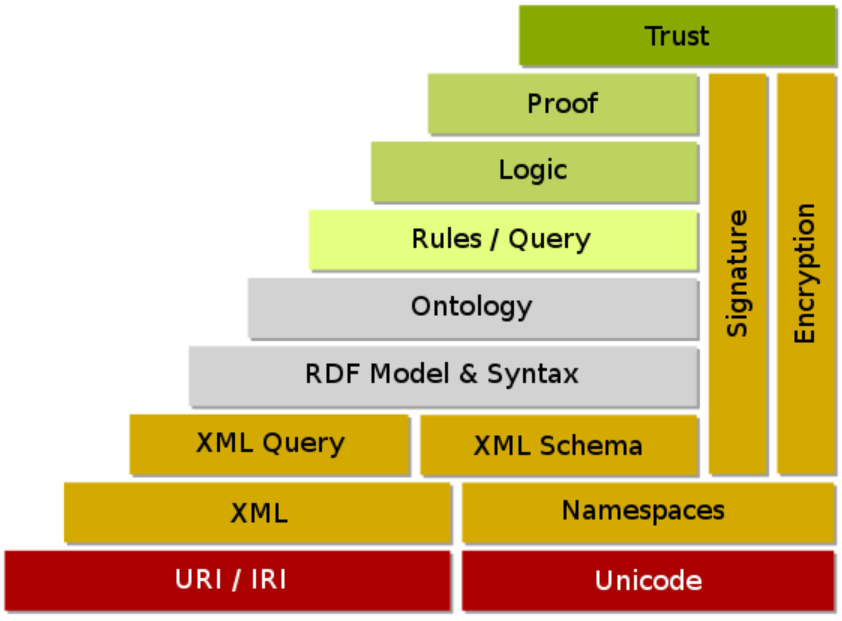 Trust
Proof
Logic
Rules / Query
Ontology
RDF Model & Syntax
Signature
Encryption
XML Query
XML Schema
XML
Namespaces
URI / IRI
Unicode